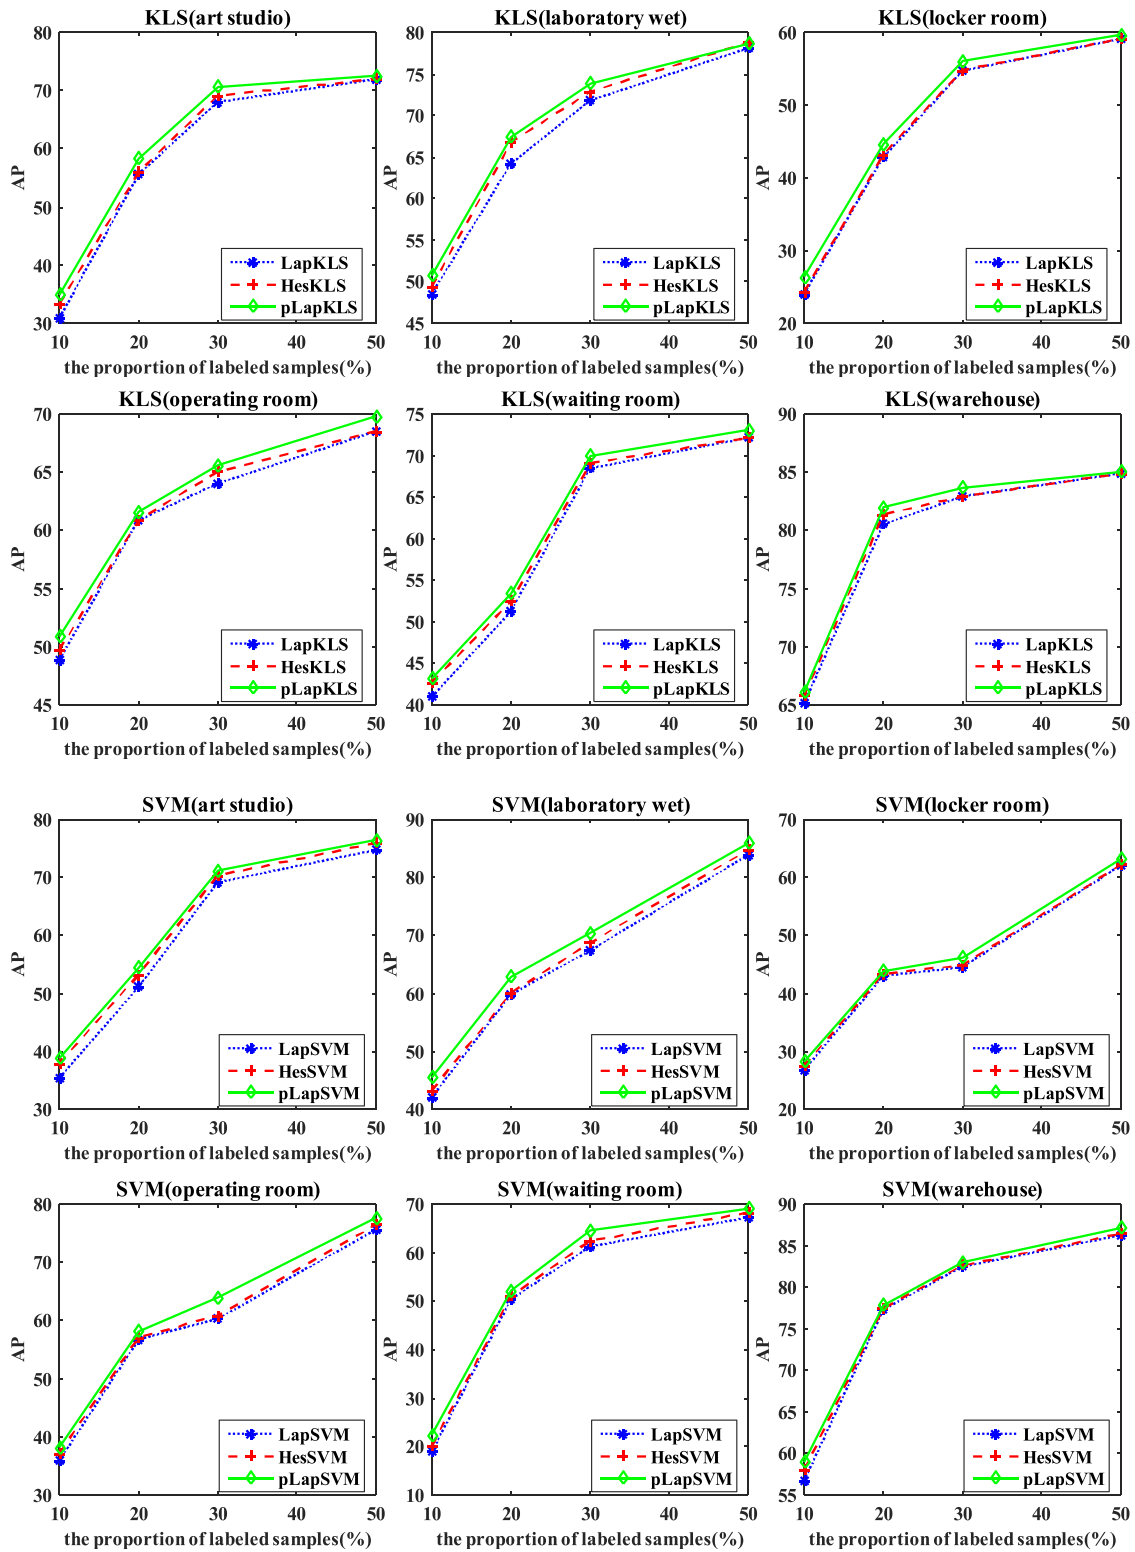 KLS(art studio)
80
70
60
50
40
30
AP
10 20 30 40 50
the proportion of labeled samples(%)
LapKLS
HesKLS
pLapKLS
KLS(laboratory wet)
80
75
70
65
60
55
50
45
AP
10 20 30 40 50
the proportion of labeled samples(%)
LapKLS
HesKLS
pLapKLS
KLS(locker room)
60
50
40
30
20
AP
10 20 30 40 50
the proportion of labeled samples(%)
LapKLS
HesKLS
pLapKLS
KLS(operating room)
70
65
60
55
50
45
AP
10 20 30 40 50
the proportion of labeled samples(%)
LapKLS
HesKLS
pLapKLS
KLS(waiting room)
75
70
65
60
55
50
45
40
AP
10 20 30 40 50
the proportion of labeled samples(%)
LapKLS
HesKLS
pLapKLS
KLS(warehouse)
90
85
80
75
70
65
AP
10 20 30 40 50
the proportion of labeled samples(%)
LapKLS
HesKLS
pLapKLS
SVM(art studio)
80
70
60
50
40
30
AP
10 20 30 40 50
the proportion of labeled samples(%)
LapSVM
HesSVM
pLapSVM
SVM(laboratory wet)
90
80
70
60
50
40
AP
10 20 30 40 50
the proportion of labeled samples(%)
LapSVM
HesSVM
pLapSVM
SVM(locker room)
70
60
50
40
30
20
AP
10 20 30 40 50
the proportion of labeled samples(%)
LapSVM
HesSVM
pLapSVM
SVM(operating room)
80
70
60
50
40
30
AP
10 20 30 40 50
the proportion of labeled samples(%)
LapSVM
HesSVM
pLapSVM
SVM(waiting room)
70
60
50
40
30
20
10
AP
10 20 30 40 50
the proportion of labeled samples(%)
LapSVM
HesSVM
pLapSVM
SVM(warehouse)
90
85
80
75
70
65
60
55
AP
10 20 30 40 50
the proportion of labeled samples(%)
LapSVM
HesSVM
pLapSVM